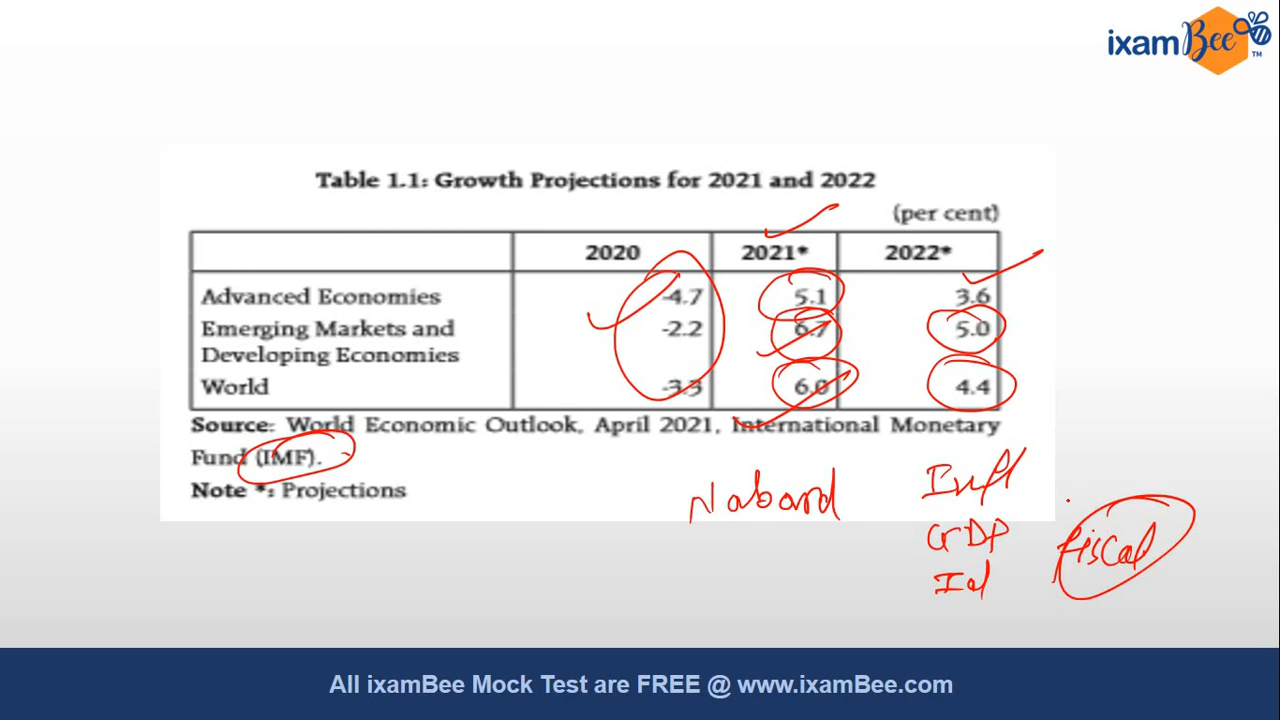 ixamBee™
Table 1.1: Growth Projections for 2021 and 2022
(per cent)
2020 2021* 2022*
Advanced Economies -4.7 5.1 3.6
Emerging Markets and -2.2 6.7 5.0
Developing Economies
World -3.3 6.0 4.4
Source: World Economic Outlook, April 2021, International Monetary
Fund (IMF).
Note *: Projections
Nabard
Infl
GDP
fiscal
All ixamBee Mock Test are FREE @ www.ixamBee.com